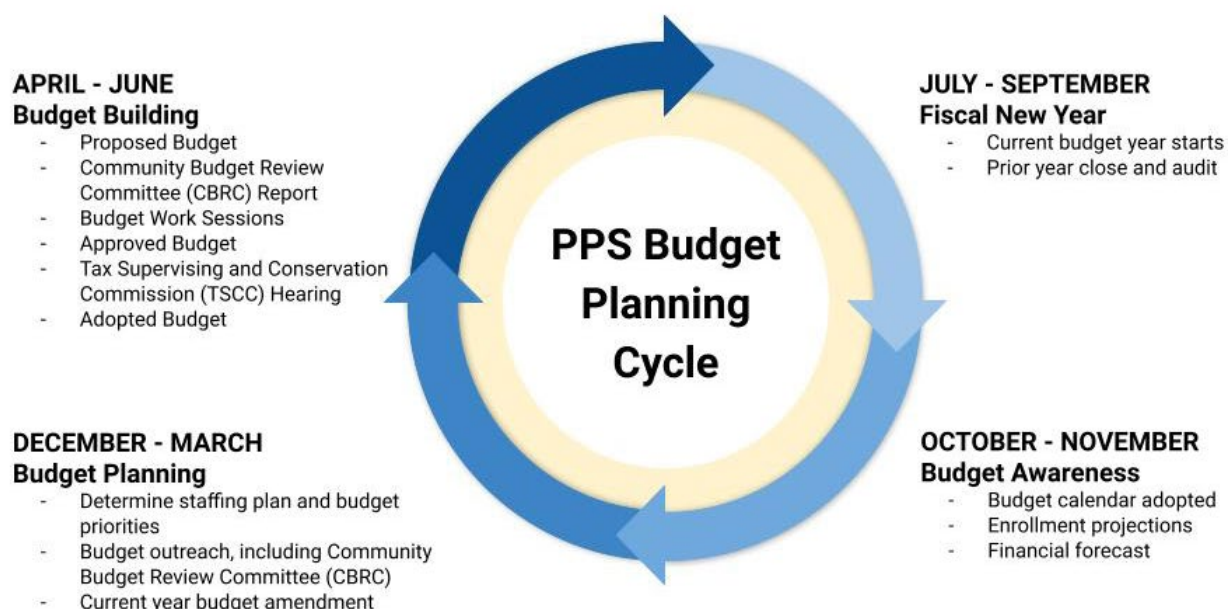 APRIL - JUNE
Budget Building
- Proposed Budget
- Community Budget Review
Committee (CBRC) Report
- Budget Work Sessions
- Approved Budget
- Tax Supervising and Conservation
Commission (TSCC) Hearing
- Adopted Budget
JULY - SEPTEMBER
Fiscal New Year
- Current budget year starts
- Prior year close and audit
PPS Budget
Planning
Cycle
DECEMBER - MARCH
Budget Planning
- Determine staffing plan and budget
priorities
- Budget outreach, including Community
Budget Review Committee (CBRC)
- Current year budget amendment
OCTOBER - NOVEMBER
Budget Awareness
- Budget calendar adopted
- Enrollment projections
- Financial forecast